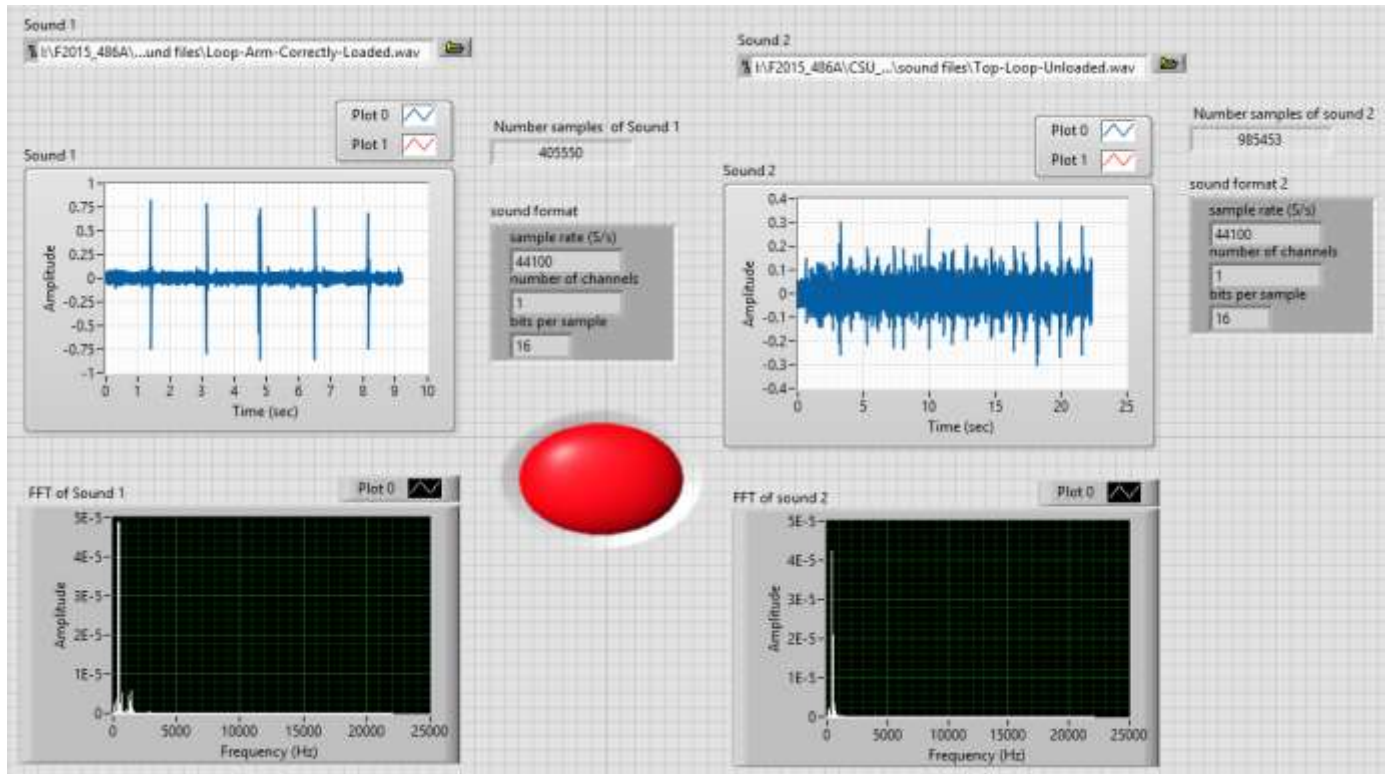 Sound 1
I:\F2015_486A\...und files\Loop-Arm-Correctly-Loaded.wav
Plot 0
Plot 1
Number samples of Sound 1
405550
Sound 1
1
0.75
0.5
0.25
0
-0.25
-0.5
-0.75
-1
Amplitude
0 1 2 3 4 5 6 7 8 9 10
Time (sec)
sound format
sample rate (S/s)
44100
number of channels
1
bits per sample
16
Sound 2
I:\F2015_486A\CSU_...\sound files\Top-Loop-Unloaded.wav
Plot 0
Plot 1
Number samples of sound 2
985453
Sound 2
0.4
0.3
0.2
0.1
0
-0.1
-0.2
-0.3
-0.4
Amplitude
0 5 10 15 20 25
Time (sec)
sound format 2
sample rate (S/s)
44100
number of channels
1
bits per sample
16
FFT of Sound 1
Plot 0
5E-5
4E-5
3E-5
2E-5
1E-5
0
Amplitude
0 5000 10000 15000 20000 25000
Frequency (Hz)
FFT of sound 2
Plot 0
5E-5
4E-5
3E-5
2E-5
1E-5
0
Amplitude
0 5000 10000 15000 20000 25000
Frequency (Hz)